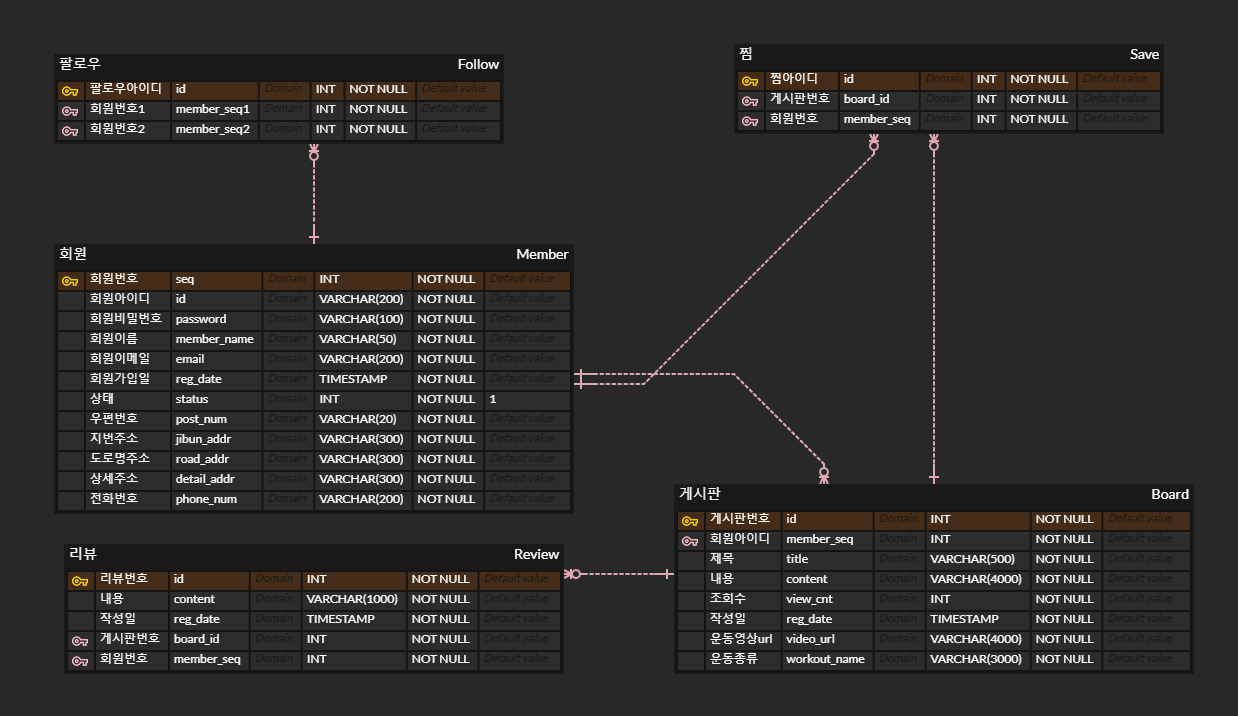 팔로우 Follow
팔로우아이디 id Domain INT NOT NULL Default value
회원번호1 member_seq1 Domain INT NOT NULL Default value
회원번호2 member_seq2 Domain INT NOT NULL Default value
찜 Save
찜아이디 id Domain INT NOT NULL Default value
게시판번호 board_id Domain INT NOT NULL Default value
회원번호 member_seq Domain INT NOT NULL Default value
회원 Member
회원번호 seq Domain INT NOT NULL Default value
회원아이디 id Domain VARCHAR(200) NOT NULL Default value
회원비밀번호 password Domain VARCHAR(100) NOT NULL Default value
회원이름 member_name Domain VARCHAR(50) NOT NULL Default value
회원이메일 email Domain VARCHAR(200) NOT NULL Default value
회원가입일 reg_date Domain TIMESTAMP NOT NULL Default value
상태 status Domain INT NOT NULL 1
우편번호 post_num Domain VARCHAR(20) NOT NULL Default value
지번주소 jibun_addr Domain VARCHAR(300) NOT NULL Default value
도로명주소 road_addr Domain VARCHAR(300) NOT NULL Default value
상세주소 detail_addr Domain VARCHAR(300) NOT NULL Default value
전화번호 phone_num Domain VARCHAR(200) NOT NULL Default value
게시판 Board
게시판번호 id Domain INT NOT NULL Default value
회원아이디 member_seq Domain INT NOT NULL Default value
제목 title Domain VARCHAR(500) NOT NULL Default value
내용 content Domain VARCHAR(4000) NOT NULL Default value
조회수 view_cnt Domain INT NOT NULL Default value
작성일 reg_date Domain TIMESTAMP NOT NULL Default value
운동영상url video_url Domain VARCHAR(4000) NOT NULL Default value
운동종류 workout_name Domain VARCHAR(3000) NOT NULL Default value
리뷰 Review
리뷰번호 id Domain INT NOT NULL Default value
내용 content Domain VARCHAR(1000) NOT NULL Default value
작성일 reg_date Domain TIMESTAMP NOT NULL Default value
게시판번호 board_id Domain INT NOT NULL Default value
회원번호 member_seq Domain INT NOT NULL Default value